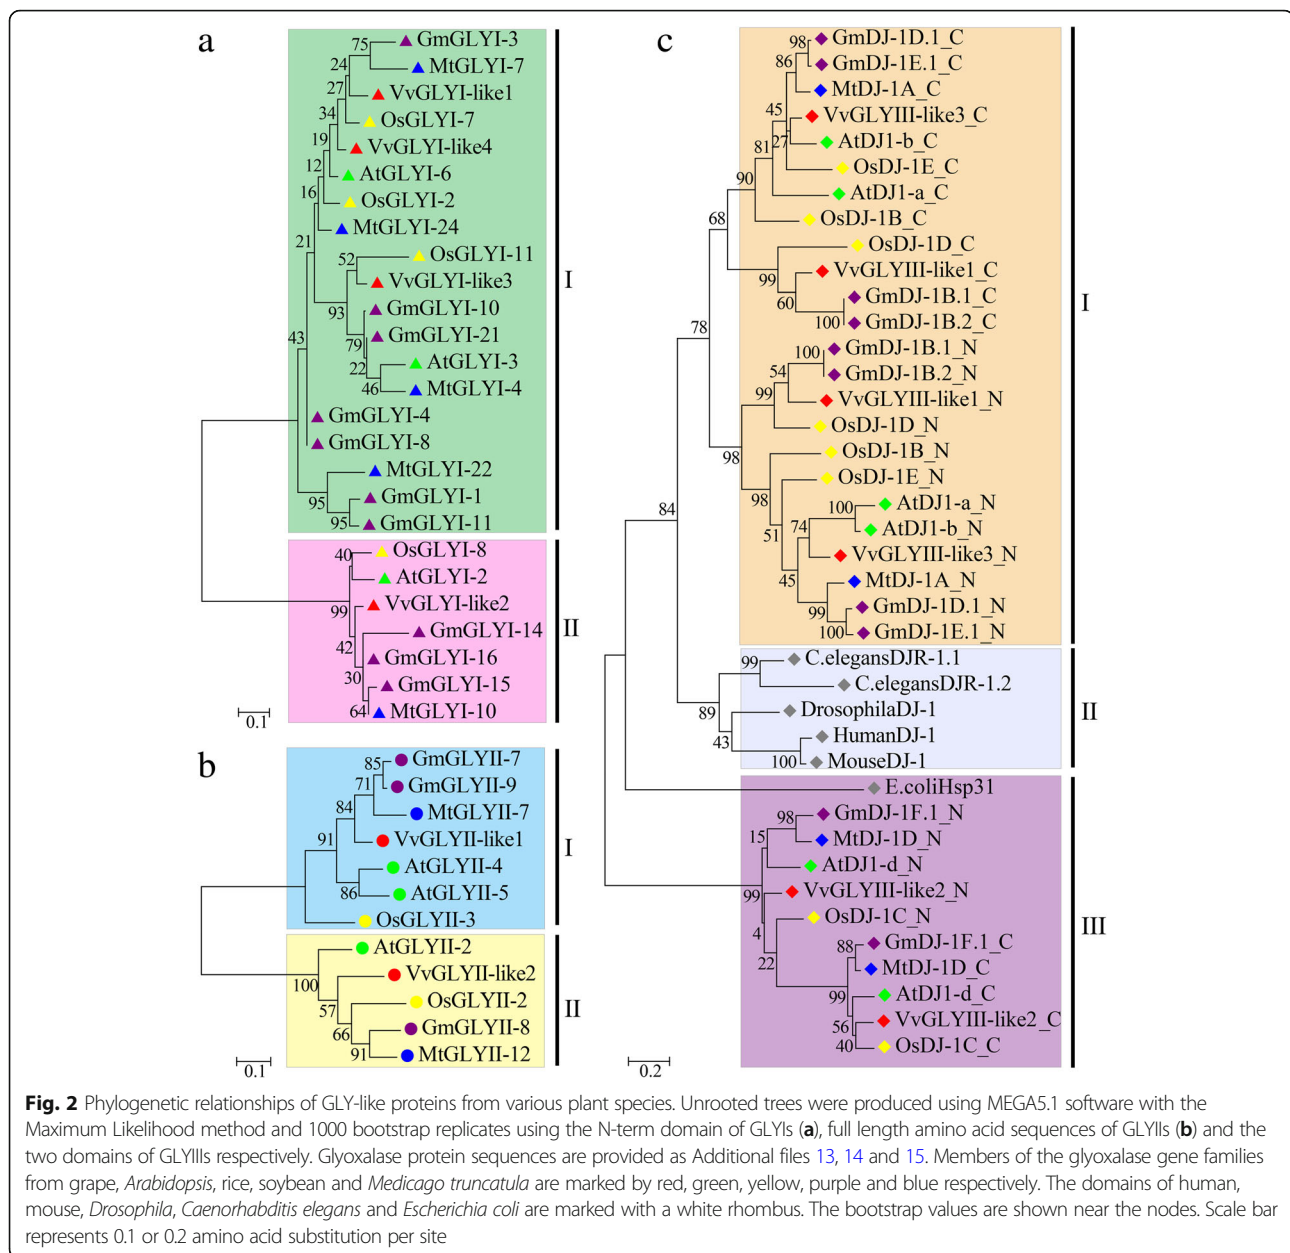 a
75
GmGLYI-3
24
MtGLYI-7
27
VvGLYI-like1
34
OsGLYI-7
19
VvGLYI-like4
12
AtGLYI-6
16
OsGLYI-2
21
MtGLYI-24
OsGLYI-11
52
VvGLYI-like3
93
GmGLYI-10
79
GmGLYI-21
22
AtGLYI-3
46
MtGLYI-4
43
GmGLYI-4
GmGLYI-8
MtGLYI-22
95
GmGLYI-1
95
GmGLYI-11
I
40
OsGLYI-8
AtGLYI-2
99
VvGLYI-like2
42
GmGLYI-14
GmGLYI-16
30
GmGLYI-15
64
MtGLYI-10
II
0.1
b
85
GmGLYII-7
71
GmGLYII-9
84
MtGLYII-7
91
VvGLYII-like1
AtGLYII-4
86
AtGLYII-5
OsGLYII-3
I
AtGLYII-2
100
VvGLYII-like2
57
OsGLYII-2
66
GmGLYII-8
91
MtGLYII-12
II
0.1
c
98
GmDJ-1D.1_C
86
GmDJ-1E.1_C
MtDJ-1A_C
45
VvGLYIII-like3_C
27
AtDJ1-b_C
81
OsDJ-1E_C
90
AtDJ1-a_C
68
OsDJ-1B_C
OsDJ-1D_C
99
VvGLYIII-like1_C
60
GmDJ-1B.1_C
100
GmDJ-1B.2_C
78
100
GmDJ-1B.1_N
54
GmDJ-1B.2_N
99
VvGLYIII-like1_N
OsDJ-1D_N
98
OsDJ-1B_N
98
OsDJ-1E_N
51
100
AtDJ1-a_N
74
AtDJ1-b_N
VvGLYIII-like3_N
45
MtDJ-1A_N
99
GmDJ-1D.1_N
100
GmDJ-1E.1_N
I
84
99
C.elegansDJR-1.1
C.elegansDJR-1.2
89
DrosophilaDJ-1
43
HumanDJ-1
100
MouseDJ-1
II
E.coliHsp31
98
GmDJ-1F.1_N
15
MtDJ-1D_N
AtDJ1-d_N
99
VvGLYIII-like2_N
4
OsDJ-1C_N
22
88
GmDJ-1F.1_C
MtDJ-1D_C
99
AtDJ1-d_C
56
VvGLYIII-like2_C
40
OsDJ-1C_C
III
0.2
Fig. 2 Phylogenetic relationships of GLY-like proteins from various plant species. Unrooted trees were produced using MEGA5.1 software with the
Maximum Likelihood method and 1000 bootstrap replicates using the N-term domain of GLYIs (a), full length amino acid sequences of GLYIIs (b) and the
two domains of GLYIIIs respectively. Glyoxalase protein sequences are provided as Additional files 13, 14 and 15. Members of the glyoxalase gene families
from grape, Arabidopsis, rice, soybean and Medicago truncatula are marked by red, green, yellow, purple and blue respectively. The domains of human,
mouse, Drosophila, Caenorhabditis elegans and Escherichia coli are marked with a white rhombus. The bootstrap values are shown near the nodes. Scale bar
represents 0.1 or 0.2 amino acid substitution per site